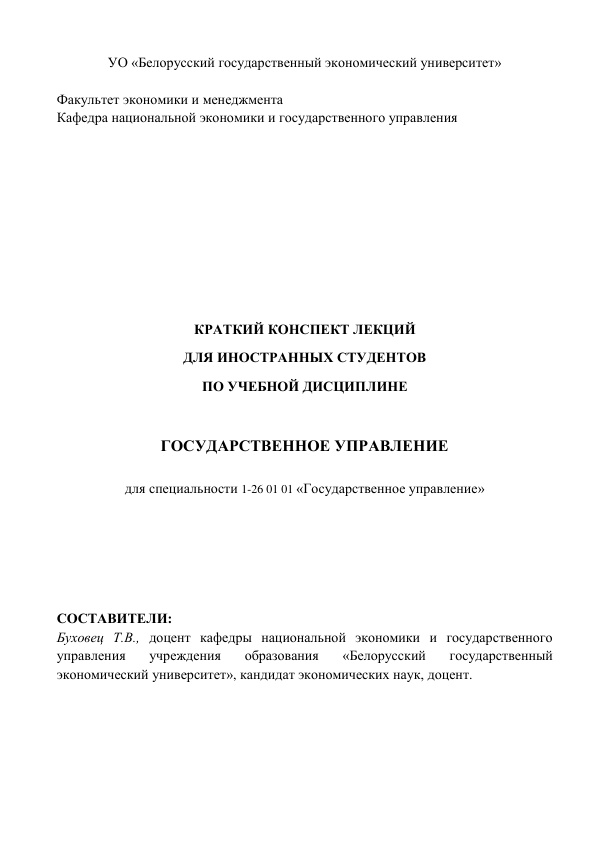 УО «Белорусский государственный экономический университет»
Факультет экономики и менеджмента
Кафедра национальной экономики и государственного управления
КРАТКИЙ КОНСПЕКТ ЛЕКЦИЙ
ДЛЯ ИНОСТРАННЫХ СТУДЕНТОВ
ПО УЧЕБНОЙ ДИСЦИПЛИНЕ
ГОСУДАРСТВЕННОЕ УПРАВЛЕНИЕ
для специальности 1-26 01 01 «Государственное управление»
СОСТАВИТЕЛИ:
Буховец Т.В., доцент кафедры национальной экономики и государственного
управления учреждения образования «Белорусский государственный
экономический университет», кандидат экономических наук, доцент.